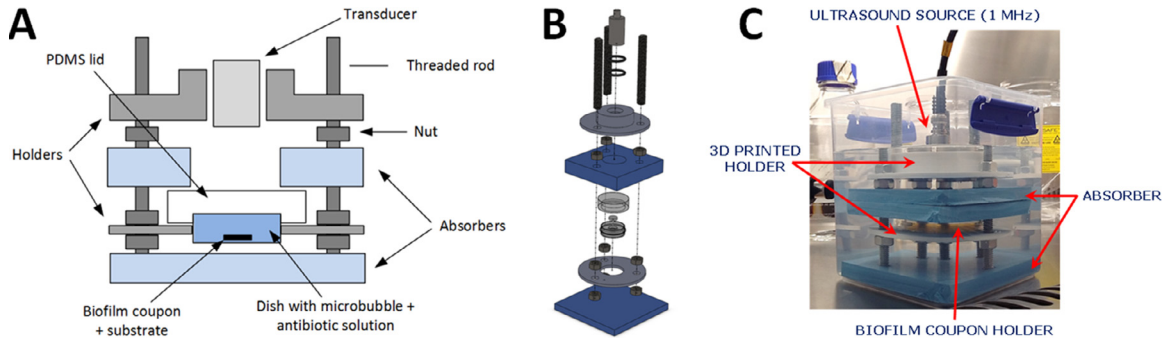 A
Transducer
PDMS lid
Threaded rod
Nut
Holders
Absorbers
Biofilm coupon
+ substrate
Dish with microbubble +
antibiotic solution
B
C
ULTRASOUND SOURCE (1 MHz)
3D PRINTED
HOLDER
ABSORBER
BIOFILM COUPON HOLDER